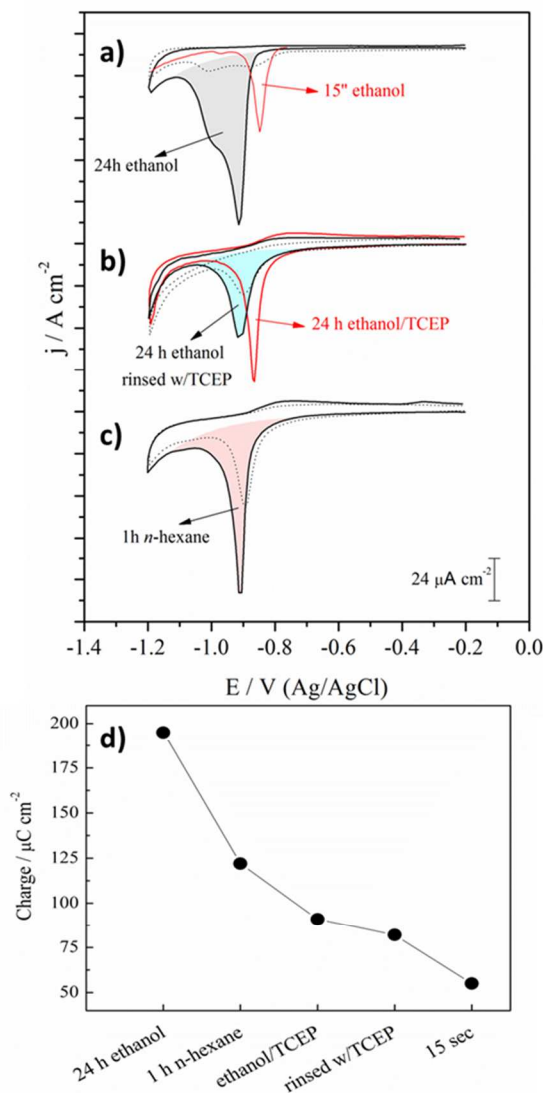 a)
15" ethanol
24h ethanol
b)
24 h ethanol/TCEP
24 h ethanol
rinsed w/TCEP
c)
1h n-hexane
24 μA cm-2
j / A cm-2
-1.4 -1.2 -1.0 -0.8 -0.6 -0.4 -0.2 0.0
E / V (Ag/AgCl)
d)
200
175
150
125
100
75
50
Charge / μC cm-2
24 h ethanol
1 h n-hexane
ethanol/TCEP
rinsed w/TCEP
15 sec